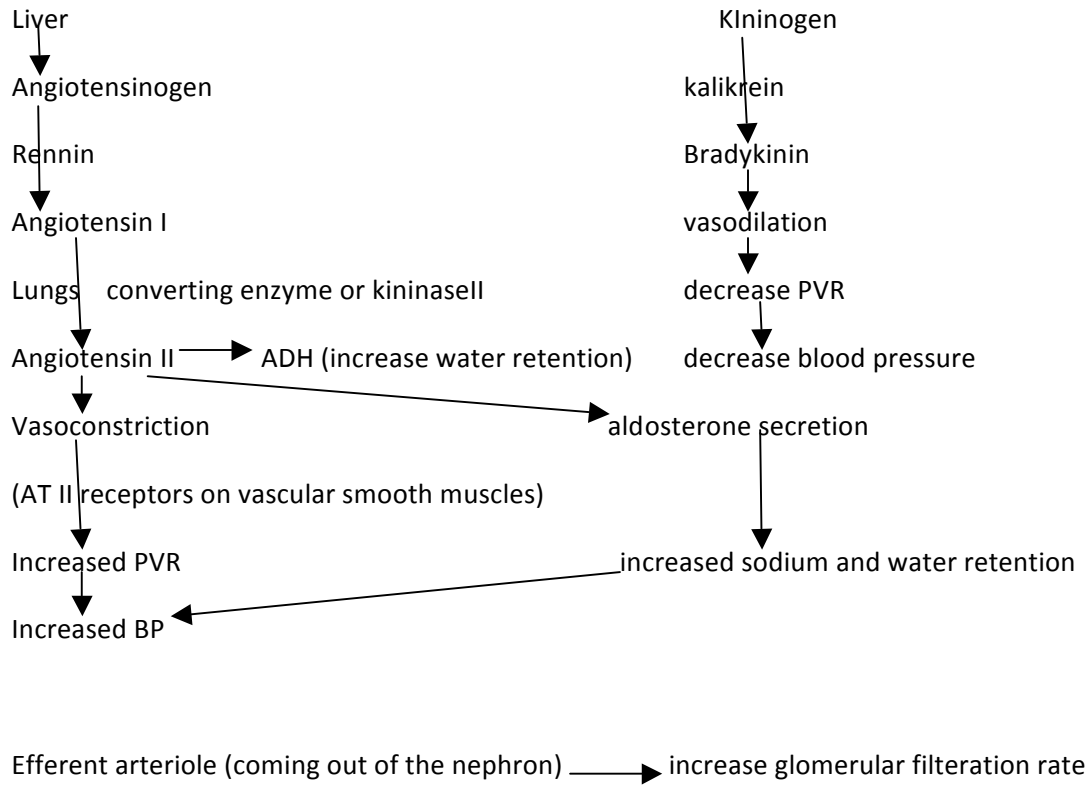 Liver KIninogen
Angiotensinogen kalikrein
Rennin Bradykinin
Angiotensin I vasodilation
Lungs converting enzyme or kininaseII decrease PVR
Angiotensin II ADH (increase water retention) decrease blood pressure
Vasoconstriction aldosterone secretion
(AT II receptors on vascular smooth muscles)
Increased PVR increased sodium and water retention
Increased BP
Efferent arteriole (coming out of the nephron) increase glomerular filteration rate